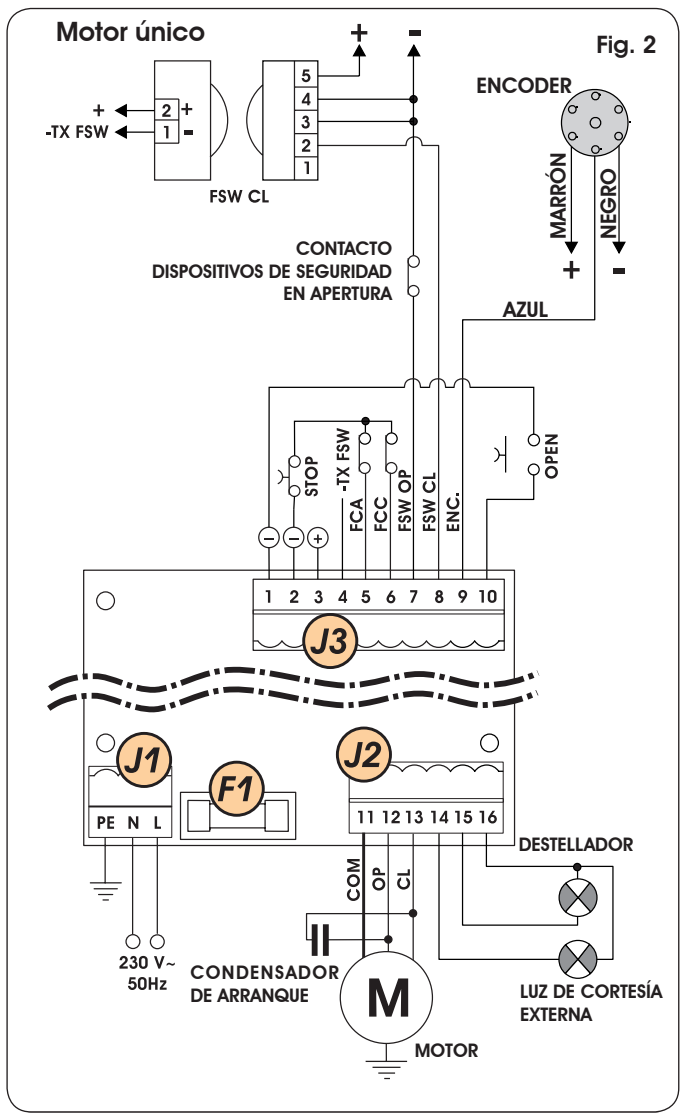 Motor único
+
-
Fig. 2
ENCODER
+
-TX FSW
2
+
1
-
5
4
3
2
1
FSW CL
MARRÓN
NEGRO
+
-
CONTACTO
DISPOSITIVOS DE SEGURIDAD
EN APERTURA
AZUL
STOP
-TX FSW
FCA
FCC
FSW OP
FSW CL
ENC.
OPEN
- - +
1 2 3 4 5 6 7 8 9 10
J3
J1
F1
J2
PE N L
11 12 13 14 15 16
COM
OP
CL
DESTELLADOR
230 V~
50Hz
CONDENSADOR
DE ARRANQUE
M
MOTOR
LUZ DE CORTESÍA
EXTERNA